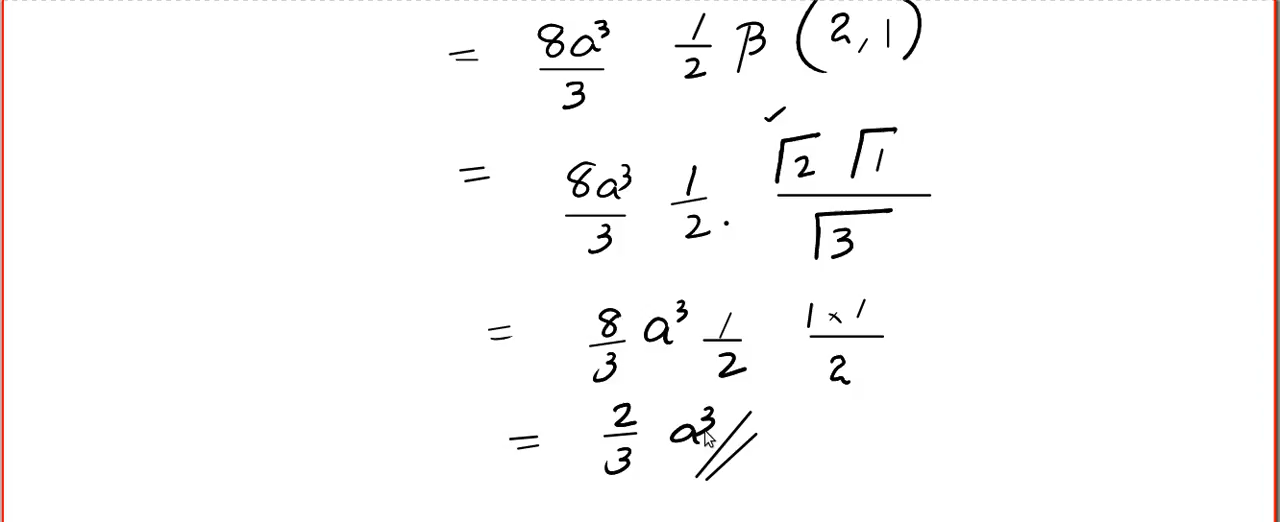 = 8a³/3 1/2 β (2, 1)
= 8a³/3 1/2 . Γ2 Γ1 / Γ3
= 8/3 a³ 1/2 1 × 1 / 2
= 2/3 a³ //